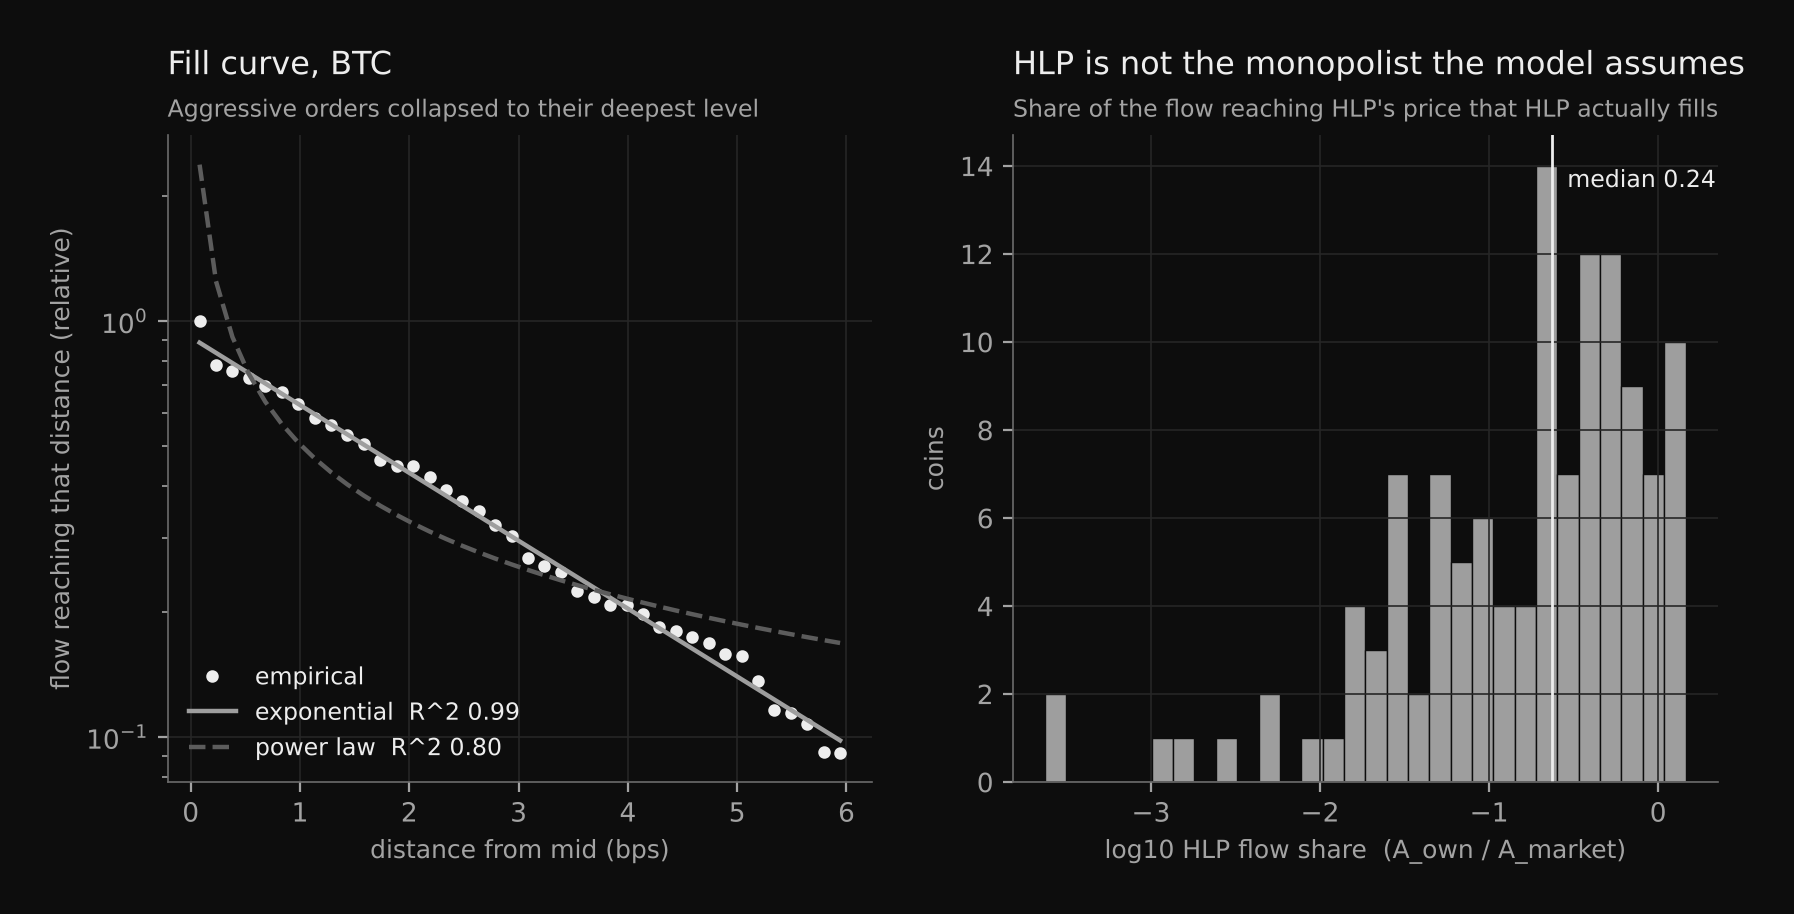 Fill curve, BTC
Aggressive orders collapsed to their deepest level
flow reaching that distance (relative)
10^0
10^−1
empirical
exponential R^2 0.99
power law R^2 0.80
0 1 2 3 4 5 6
distance from mid (bps)
HLP is not the monopolist the model assumes
Share of the flow reaching HLP's price that HLP actually fills
coins
14
12
10
8
6
4
2
0
median 0.24
−3 −2 −1 0
log10 HLP flow share (A_own / A_market)